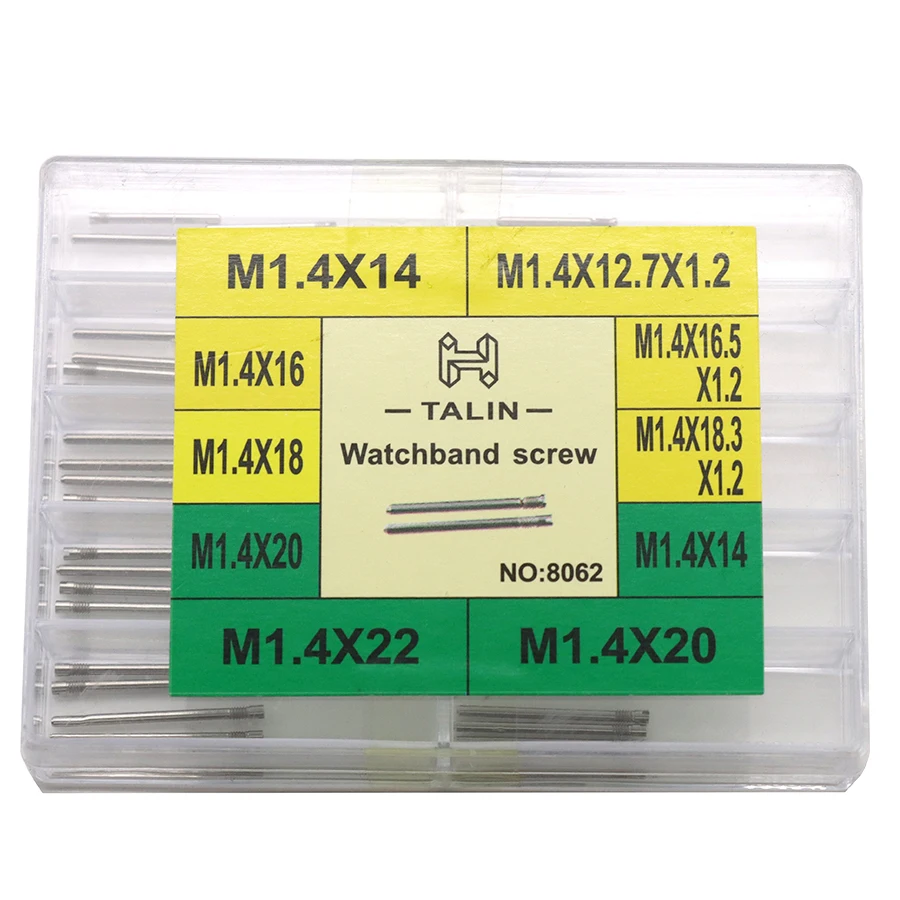 M1.4X14
M1.4X12.7X1.2
M1.4X16
M1.4X16.5
X1.2
— TALIN —
Watchband screw
M1.4X18
M1.4X18.3
X1.2
M1.4X20
M1.4X14
NO:8062
M1.4X22
M1.4X20